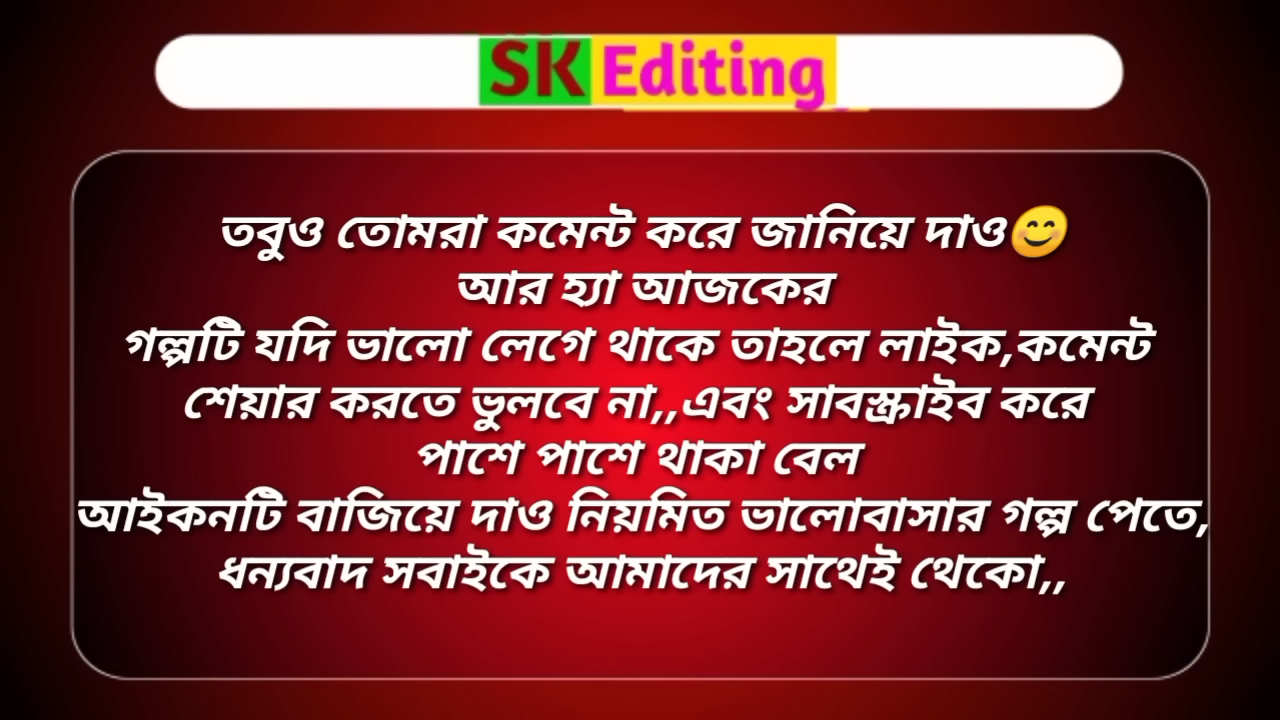 SK Editing
তবুও তোমরা কমেন্ট করে জানিয়ে দাও😊
আর হ্যা আজকের
গল্পটি যদি ভালো লেগে থাকে তাহলে লাইক,কমেন্ট
শেয়ার করতে ভুলবে না,,এবং সাবস্ক্রাইব করে
পাশে পাশে থাকা বেল
আইকনটি বাজিয়ে দাও নিয়মিত ভালোবাসার গল্প পেতে,
ধন্যবাদ সবাইকে আমাদের সাথেই থেকো,,